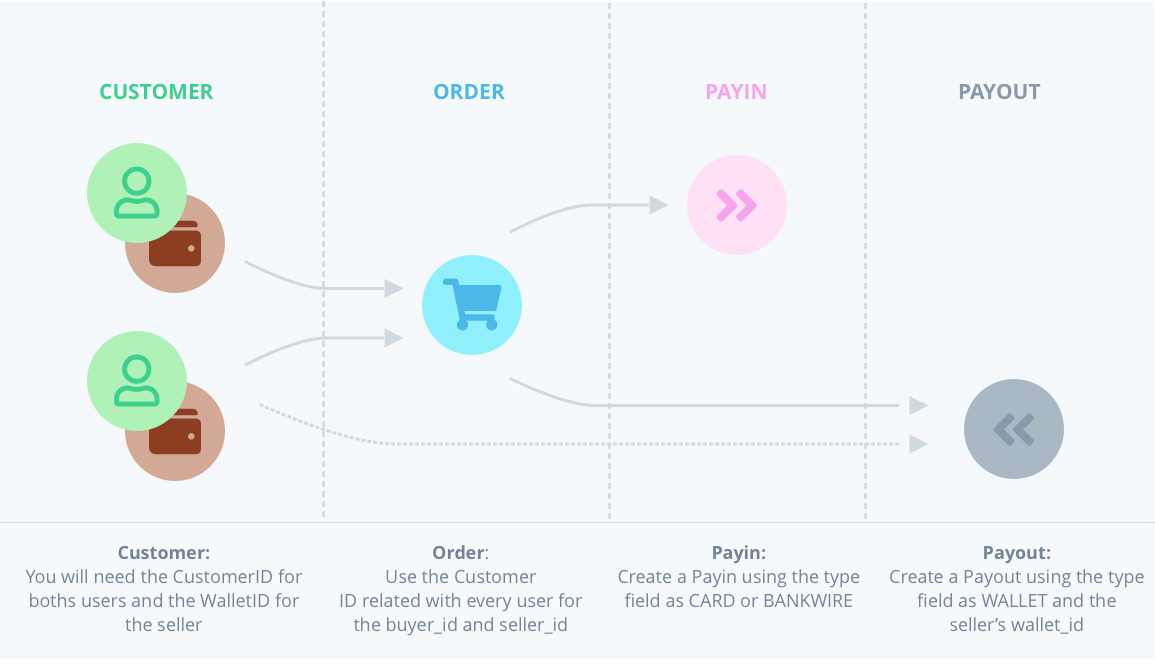 CUSTOMER
ORDER
PAYIN
PAYOUT
Customer:
You will need the CustomerID for
boths users and the WalletID for
the seller
Order:
Use the Customer
ID related with every user for
the buyer_id and seller_id
Payin:
Create a Payin using the type
field as CARD or BANKWIRE
Payout:
Create a Payout using the type
field as WALLET and the
seller’s wallet_id